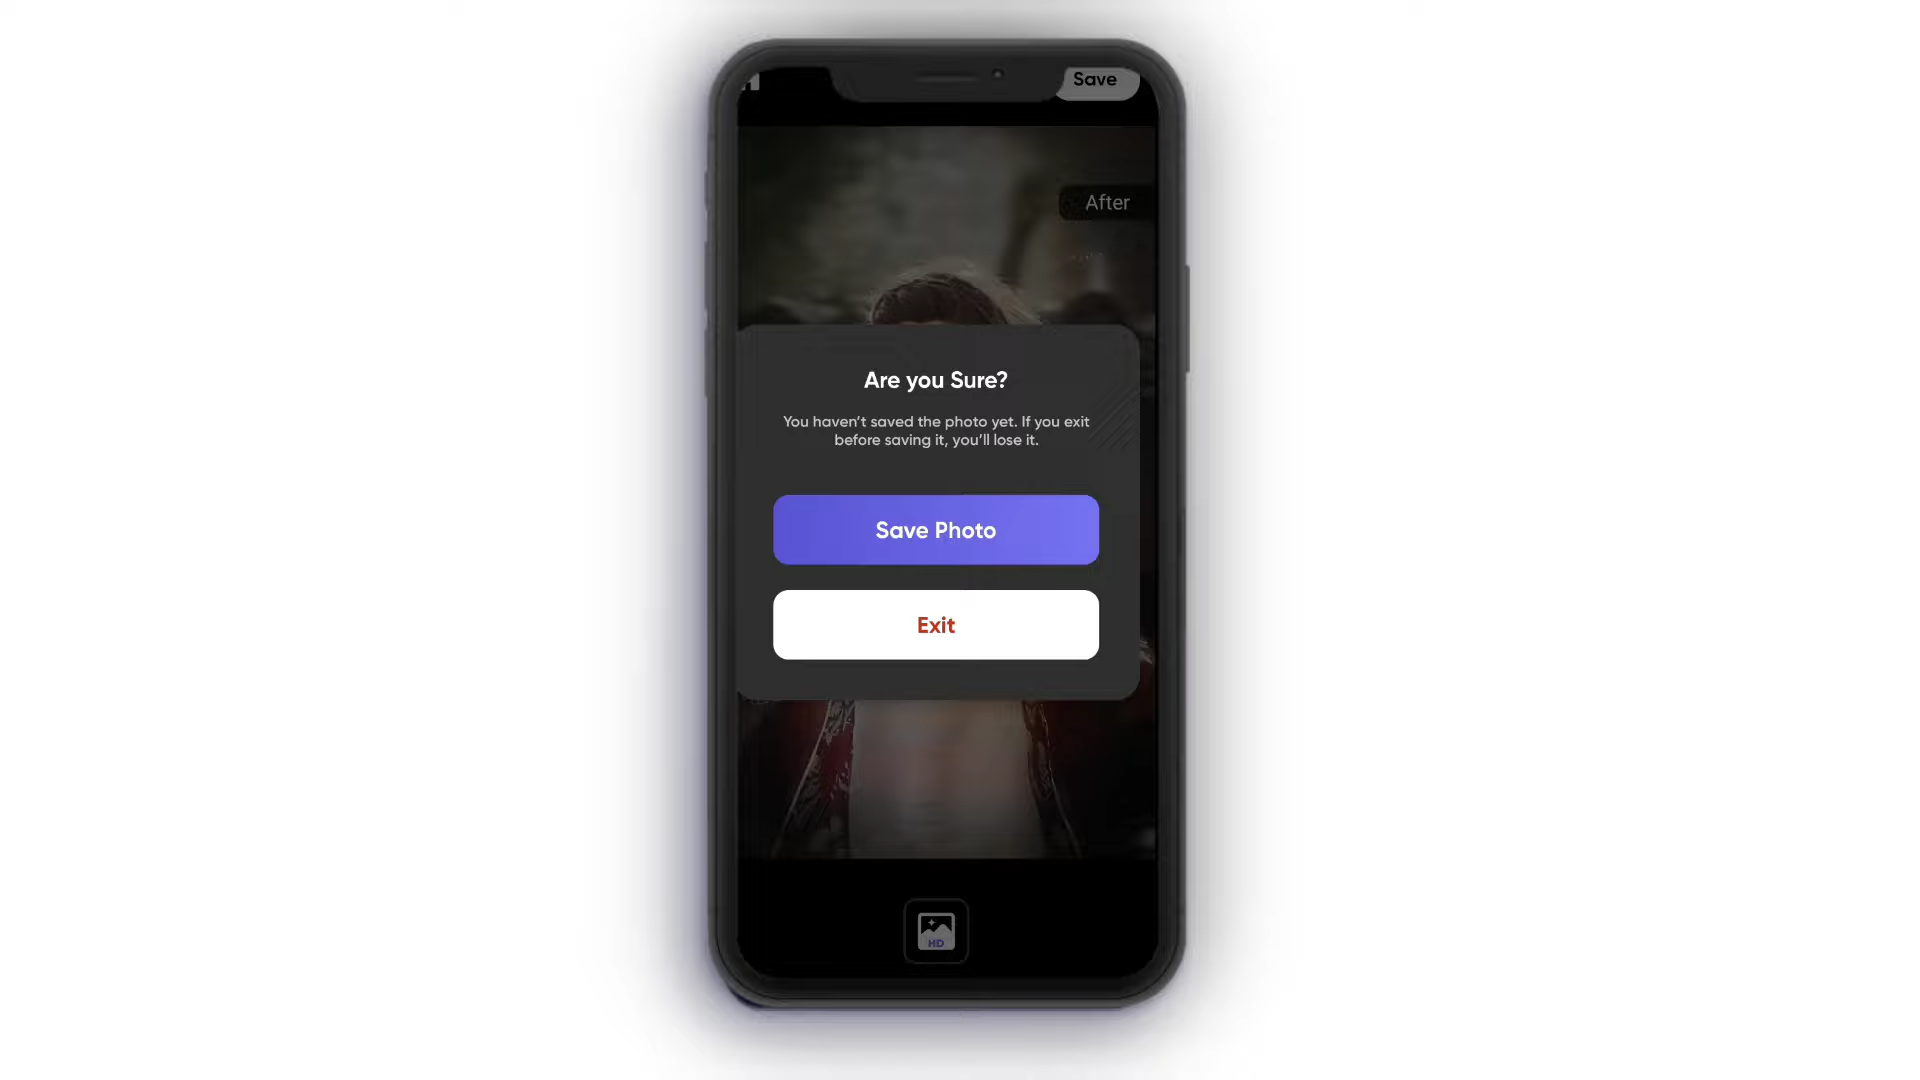 Save
After
Are you Sure?
You haven't saved the photo yet. If you exit
before saving it, you'll lose it.
Save Photo
Exit
HD